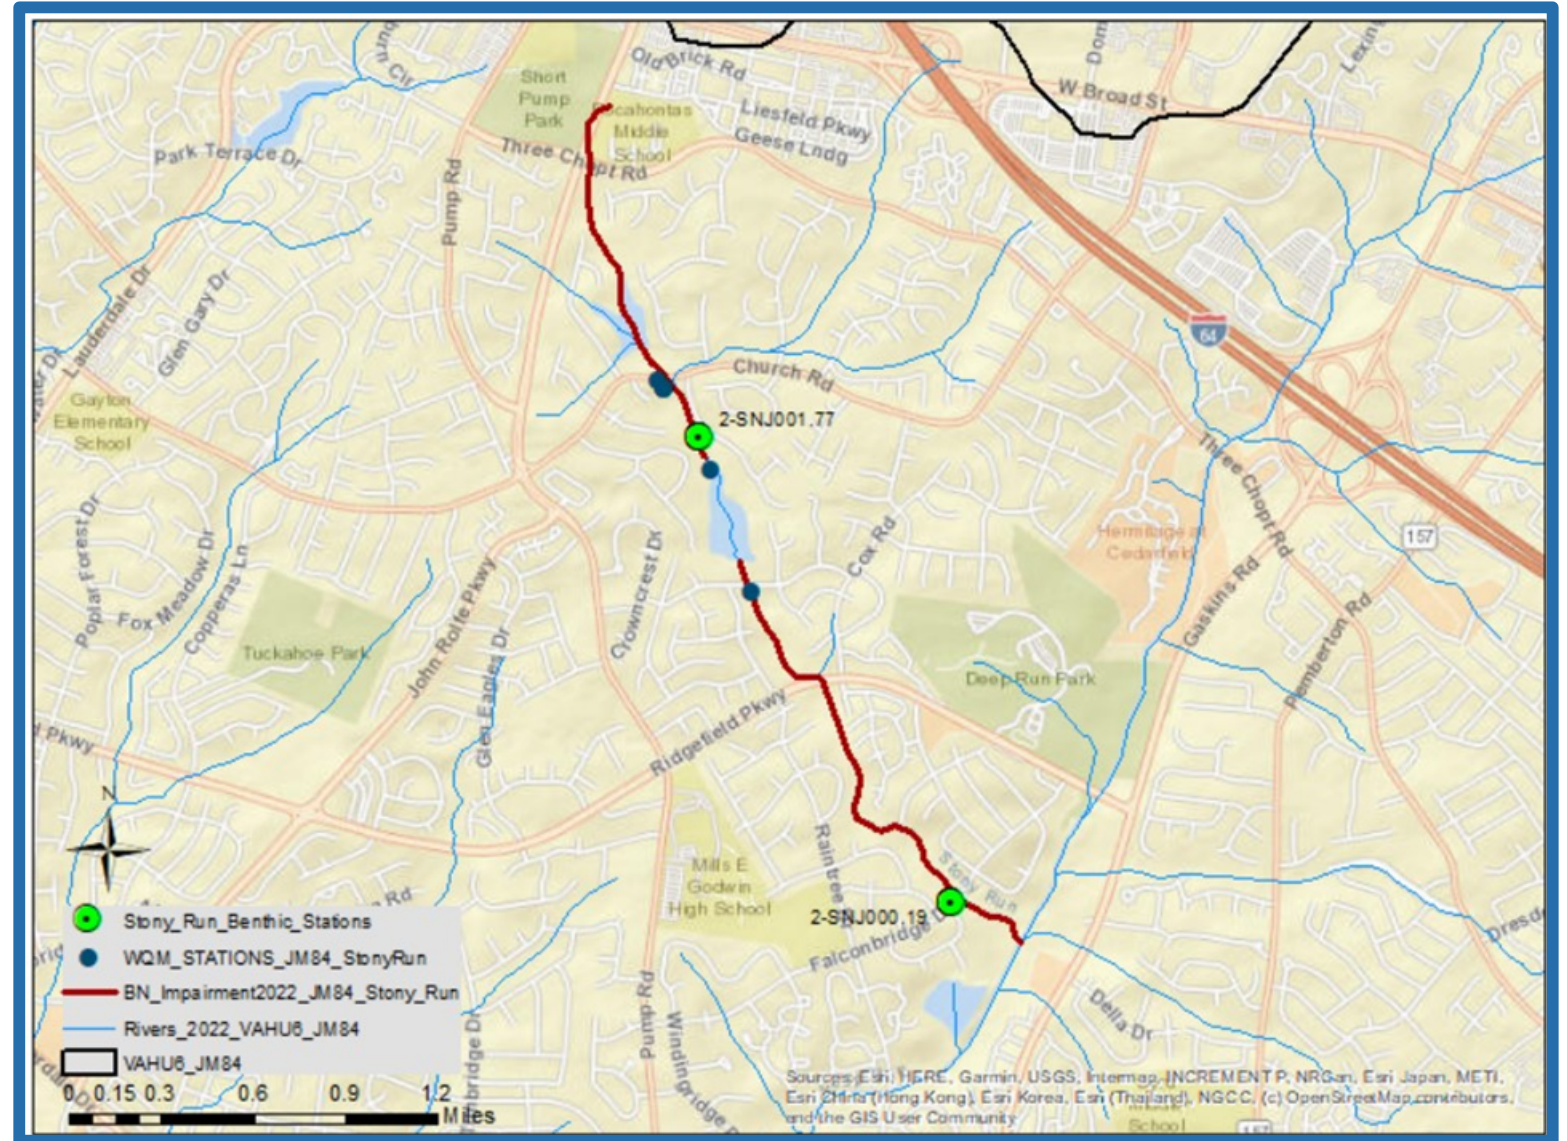 Old Brick Rd
Short
Pump
Park
W Broad St
Lexing
Dom
Liesfeld Pkwy
Pocahontas
Middle
School
Geese Lndg
Park Terrace Dr
Three Chopt Rd
Pump Rd
Lauderdale Dr
Glen Gary Dr
64
Church Rd
Gayton
Elementary
School
2-SNJ001.77
Three Chopt Rd
157
Hermitage at
Cedarfield
Cox Rd
Poplar Forest Dr
Fox Meadow Dr
Copperas Ln
Crowncrest Dr
John Rolfe Pkwy
Gaskins Rd
Pemberton Rd
Tuckahoe Park
Glen Eagles Dr
Deep Run Park
Pkwy
Ridgefield Pkwy
N
Raintree
Mills E
Godwin
High School
Stony Run
2-SNJ000.19
Falconbridge D
Dresd
Rd
Stony_Run_Benthic_Stations
WQM_STATIONS_JM84_StonyRun
BN_Impairment2022_JM84_Stony_Run
Rivers_2022_VAHU6_JM84
VAHU6_JM84
0 0.15 0.3 0.6 0.9 1.2
Miles
Pump Rd
Windingridge D
Della Dr
Sources: Esri, HERE, Garmin, USGS, Intermap, INCREMENT P, NRCan, Esri Japan, METI,
Esri China (Hong Kong), Esri Korea, Esri (Thailand), NGCC, (c) OpenStreetMap contributors,
and the GIS User Community
School
157